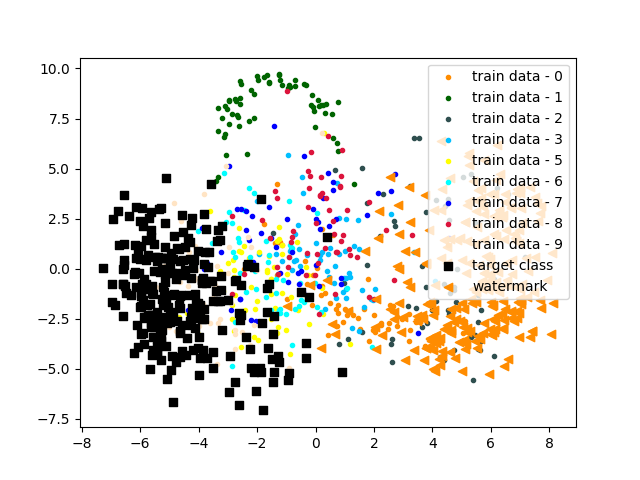 10.0
7.5
5.0
2.5
0.0
−2.5
−5.0
−7.5
−8
−6
−4
−2
0
2
4
6
8
train data - 0
train data - 1
train data - 2
train data - 3
train data - 5
train data - 6
train data - 7
train data - 8
train data - 9
target class
watermark